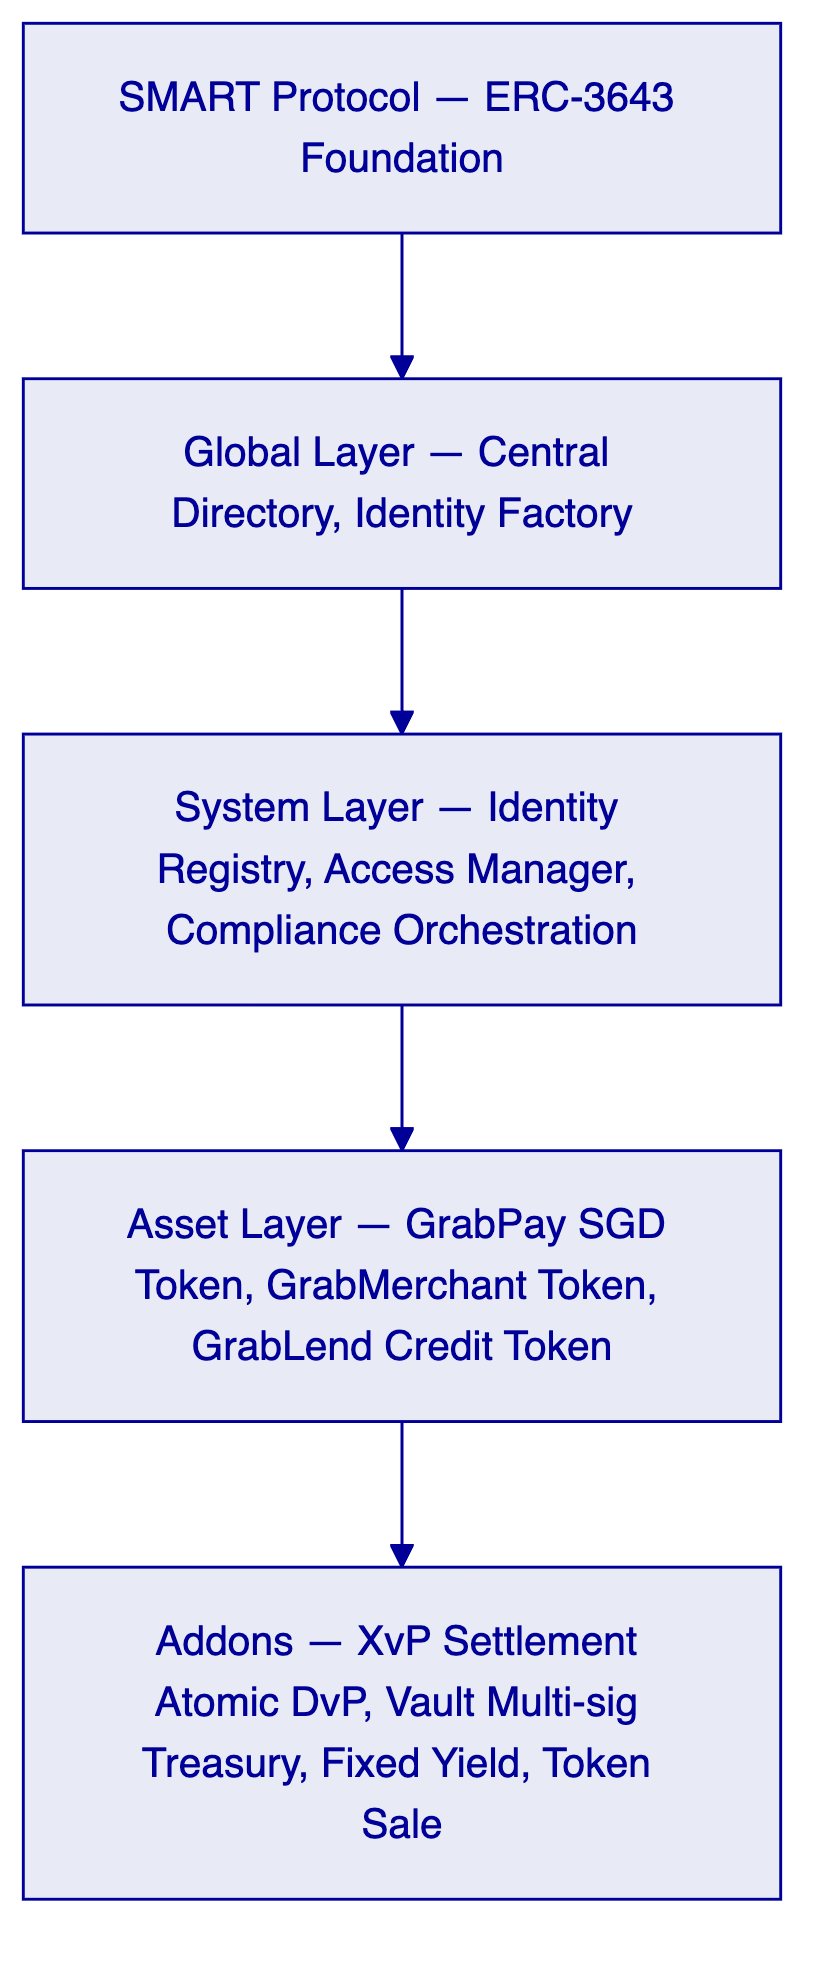 SMART Protocol — ERC-3643
Foundation
Global Layer — Central
Directory, Identity Factory
System Layer — Identity
Registry, Access Manager,
Compliance Orchestration
Asset Layer — GrabPay SGD
Token, GrabMerchant Token,
GrabLend Credit Token
Addons — XvP Settlement
Atomic DvP, Vault Multi-sig
Treasury, Fixed Yield, Token
Sale